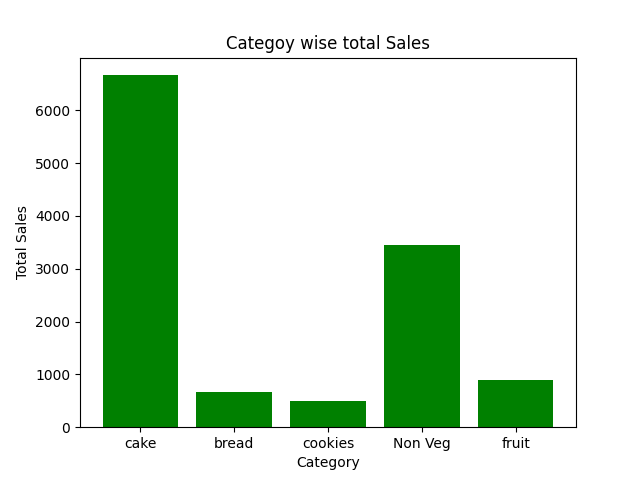 Categoy wise total Sales
Total Sales
6000
5000
4000
3000
2000
1000
0
cake bread cookies Non Veg fruit
Category